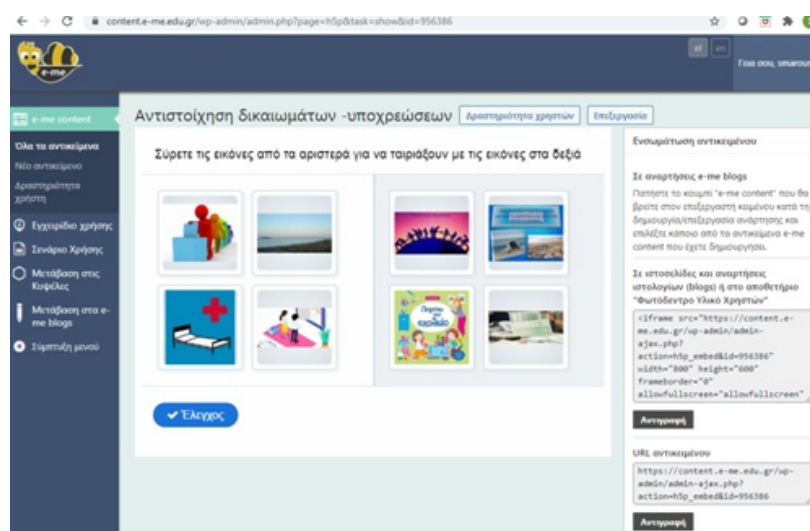 content.e-me.edu.gr/wp-admin/admin.php?page=h5p&task=show&id=956386
e-me
el
en
Γεια σου, smarour
e-me content
Όλα τα αντικείμενα
Νέο αντικείμενο
Δραστηριότητα
χρήστη
Εγχειρίδιο χρήσης
Σενάριο Χρήσης
Μετάβαση στις
Κυψέλες
Μετάβαση στα e-
me blogs
Σύμπτυξη μενού
Αντιστοίχηση δικαιωμάτων -υποχρεώσεων
Δραστηριότητα χρηστών
Επεξεργασία
Σύρετε τις εικόνες από τα αριστερά για να ταιριάξουν με τις εικόνες στα δεξιά
Έλεγχος
Ενσωμάτωση αντικειμένου
Σε αναρτήσεις e-me blogs
Πατήστε το κουμπί "e-me content" που θα
βρείτε στον επεξεργαστή κειμένου κατά τη
δημιουργία/επεξεργασία ανάρτησης και
επιλέξτε κάποιο από τα αντικείμενα e-me
content που έχετε δημιουργήσει.
Σε ιστοσελίδες και αναρτήσεις
ιστολογίων (blogs) ή στο αποθετήριο
"Φωτόδεντρο Υλικό Χρηστών"
<iframe src="https://content.e-
me.edu.gr/wp-admin/admin-
ajax.php?
action=h5p_embed&id=956386"
width="800" height="600"
frameborder="0"
allowfullscreen="allowfullscreen"
Αντιγραφή
URL αντικειμένου
https://content.e-me.edu.gr/wp-
admin/admin-ajax.php?
action=h5p_embed&id=956386
Αντιγραφή